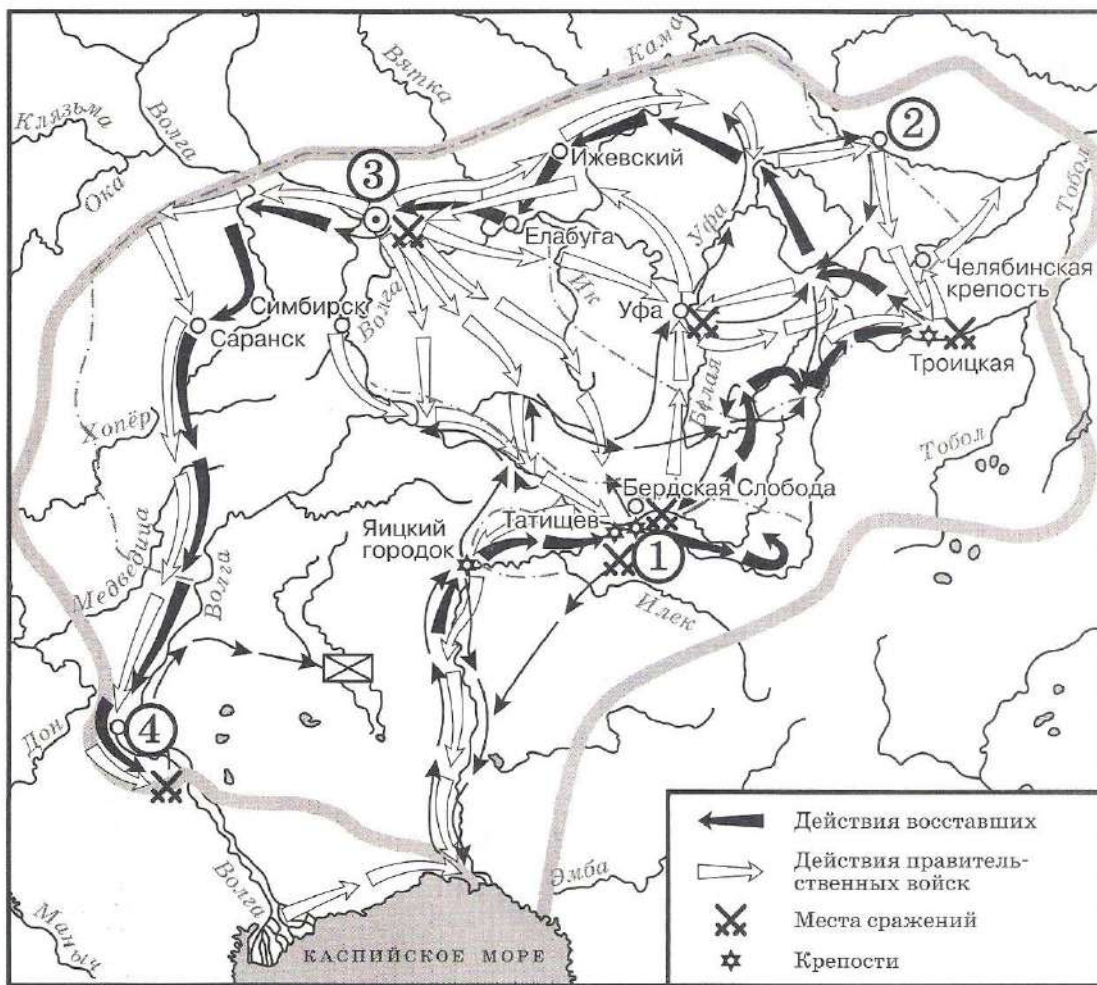 Кама
Вятка
Волга
Клязьма
2
3
Ижевский
Тобол
Ока
Елабуга
Уфа
Челябинская
крепость
Ик
Волга
Симбирск
Уфа
Саранск
Троицкая
Белая
Хопёр
Тобол
Бердская Слобода
Татищев
Яицкий
городок
1
Медведица
Волга
Илек
4
Дон
Действия восставших
Действия правитель-
ственных войск
Волга
Эмба
Места сражений
Маныч
КАСПИЙСКОЕ МОРЕ
Крепости